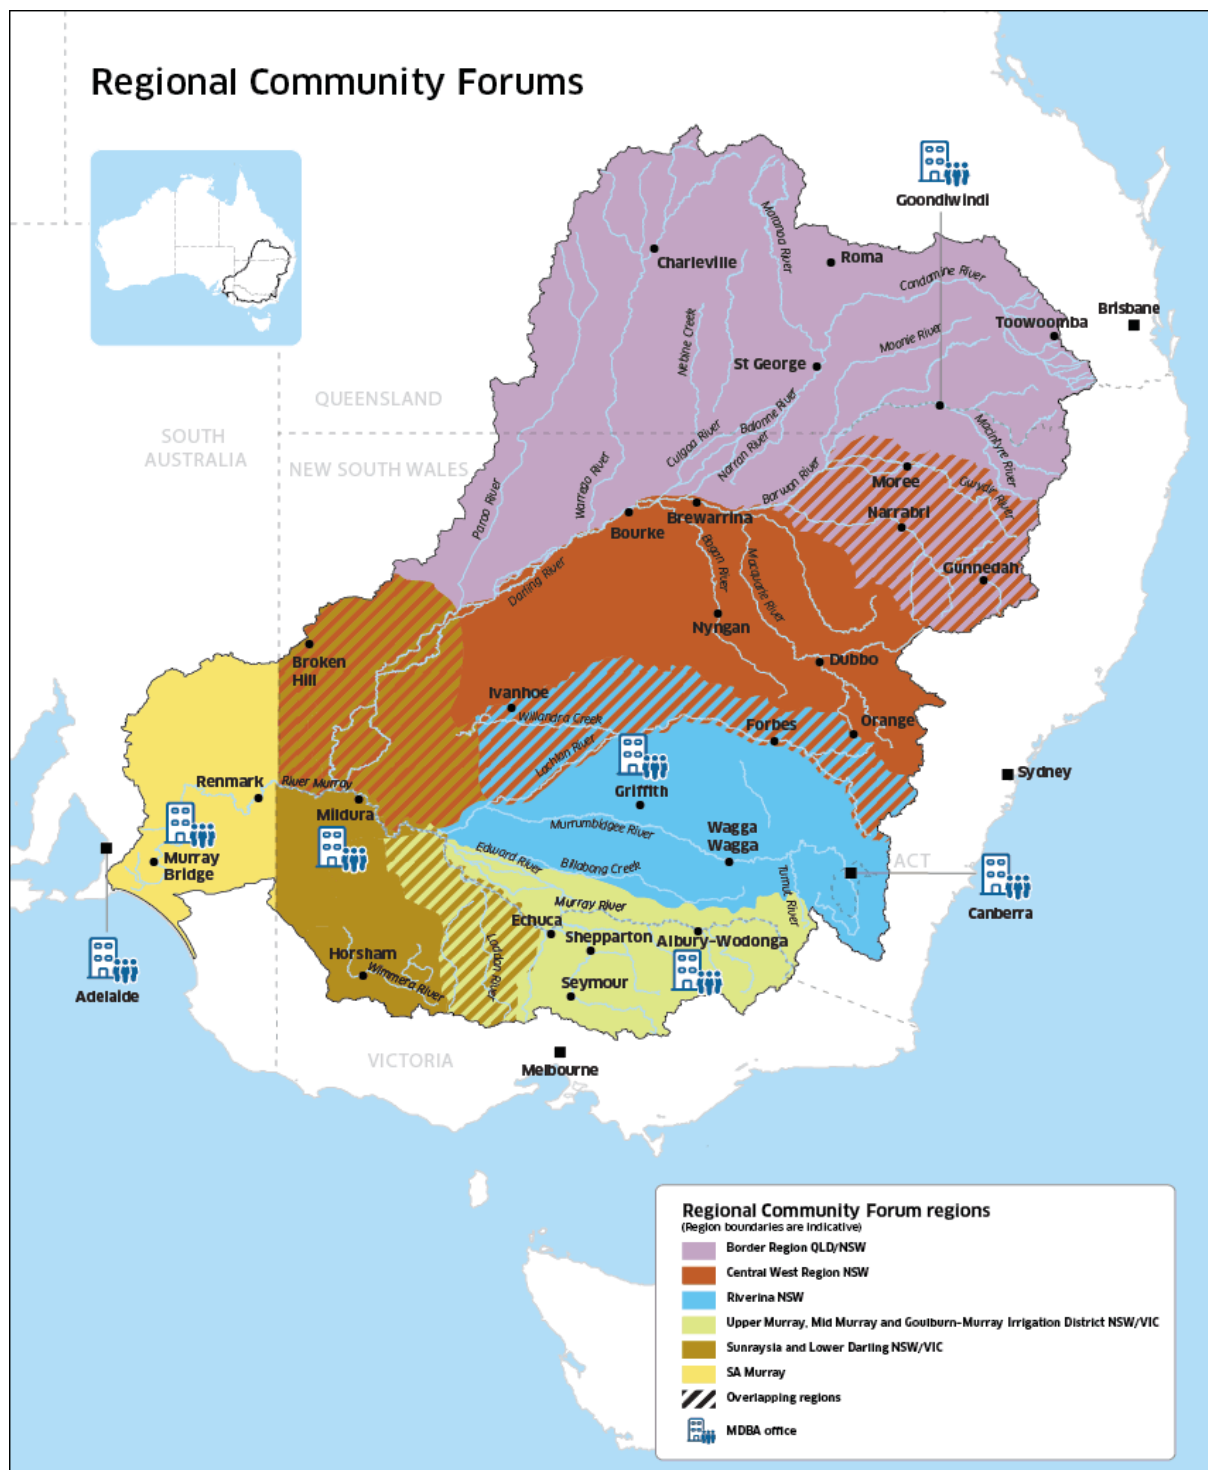 Regional Community Forums
Goondiwindi
Maranoa River
Charleville
Roma
Condamine River
Brisbane
Toowoomba
Nebine Creek
Moonie River
St George
QUEENSLAND
Balonne River
SOUTH
AUSTRALIA
Culgoa River
Narran River
Macintyre River
NEW SOUTH WALES
Warrego River
Barwon River
Moree
Gwydir River
Paroo River
Narrabri
Brewarrina
Bourke
Bogan River
Macquarie River
Gunnedah
Darling River
Nyngan
Broken
Hill
Dubbo
Ivanhoe
Willandra Creek
Forbes
Orange
Lachlan River
Sydney
Renmark
River Murray
Griffith
Mildura
Murrumbidgee River
Wagga
Wagga
Murray
Bridge
Edward River
Billabong Creek
Tumut River
ACT
Canberra
Murray River
Echuca
Shepparton
Albury-Wodonga
Loddon River
Horsham
Wimmera River
Seymour
Adelaide
VICTORIA
Melbourne
Regional Community Forum regions
(Region boundaries are indicative)
Border Region QLD/NSW
Central West Region NSW
Riverina NSW
Upper Murray, Mid Murray and Goulburn-Murray Irrigation District NSW/VIC
Sunraysia and Lower Darling NSW/VIC
SA Murray
Overlapping regions
MDBA office